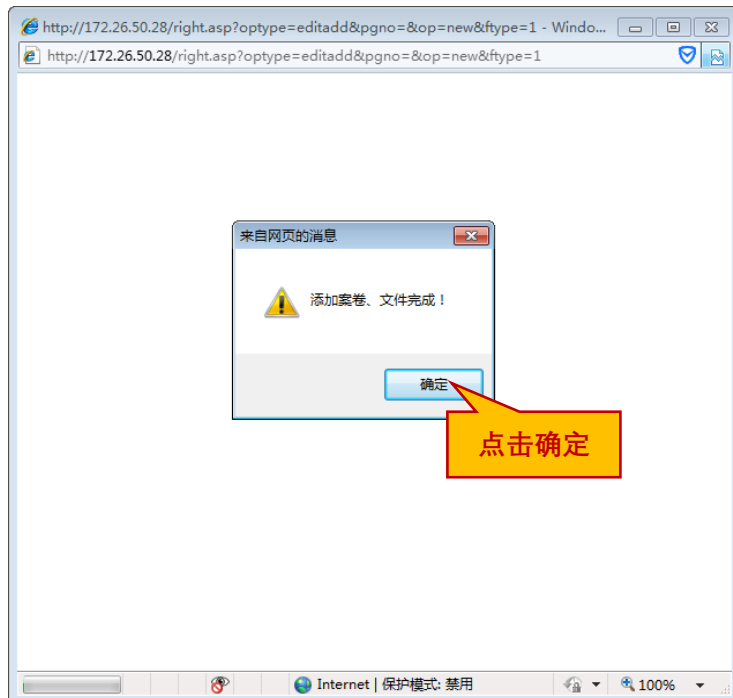 http://172.26.50.28/right.asp?optype=editadd&pgno=&op=new&ftype=1 - Windo...
http://172.26.50.28/right.asp?optype=editadd&pgno=&op=new&ftype=1
来自网页的消息
添加案卷、文件完成！
确定
点击确定
Internet | 保护模式: 禁用
100%